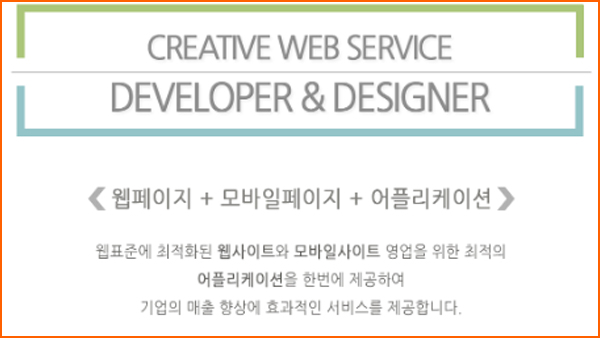 CREATIVE WEB SERVICE
DEVELOPER & DESIGNER
웹페이지 + 모바일페이지 + 어플리케이션
웹표준에 최적화된 웹사이트와 모바일사이트 영업을 위한 최적의
어플리케이션을 한번에 제공하여
기업의 매출 향상에 효과적인 서비스를 제공합니다.